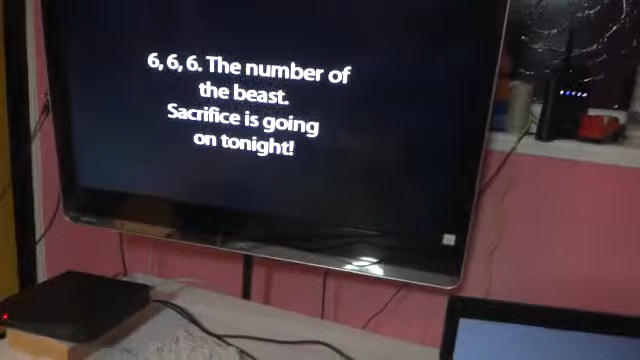 6, 6, 6. The number of
the beast.
Sacrifice is going
on tonight!